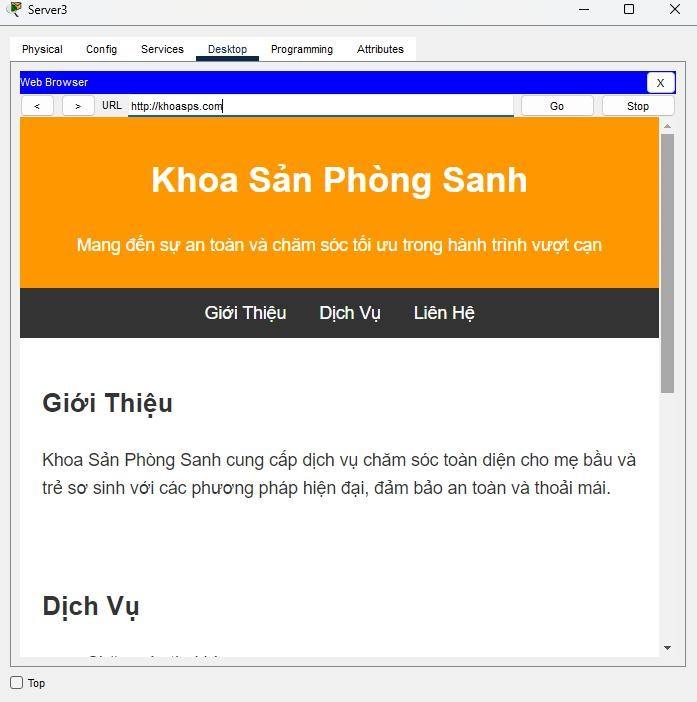 Server3
Physical Config Services Desktop Programming Attributes
Web Browser X
< > URL http://khoasps.com Go Stop
Khoa Sản Phòng Sanh
Mang đến sự an toàn và chăm sóc tối ưu trong hành trình vượt cạn
Giới Thiệu Dịch Vụ Liên Hệ
Giới Thiệu
Khoa Sản Phòng Sanh cung cấp dịch vụ chăm sóc toàn diện cho mẹ bầu và
trẻ sơ sinh với các phương pháp hiện đại, đảm bảo an toàn và thoải mái.
Dịch Vụ
Top